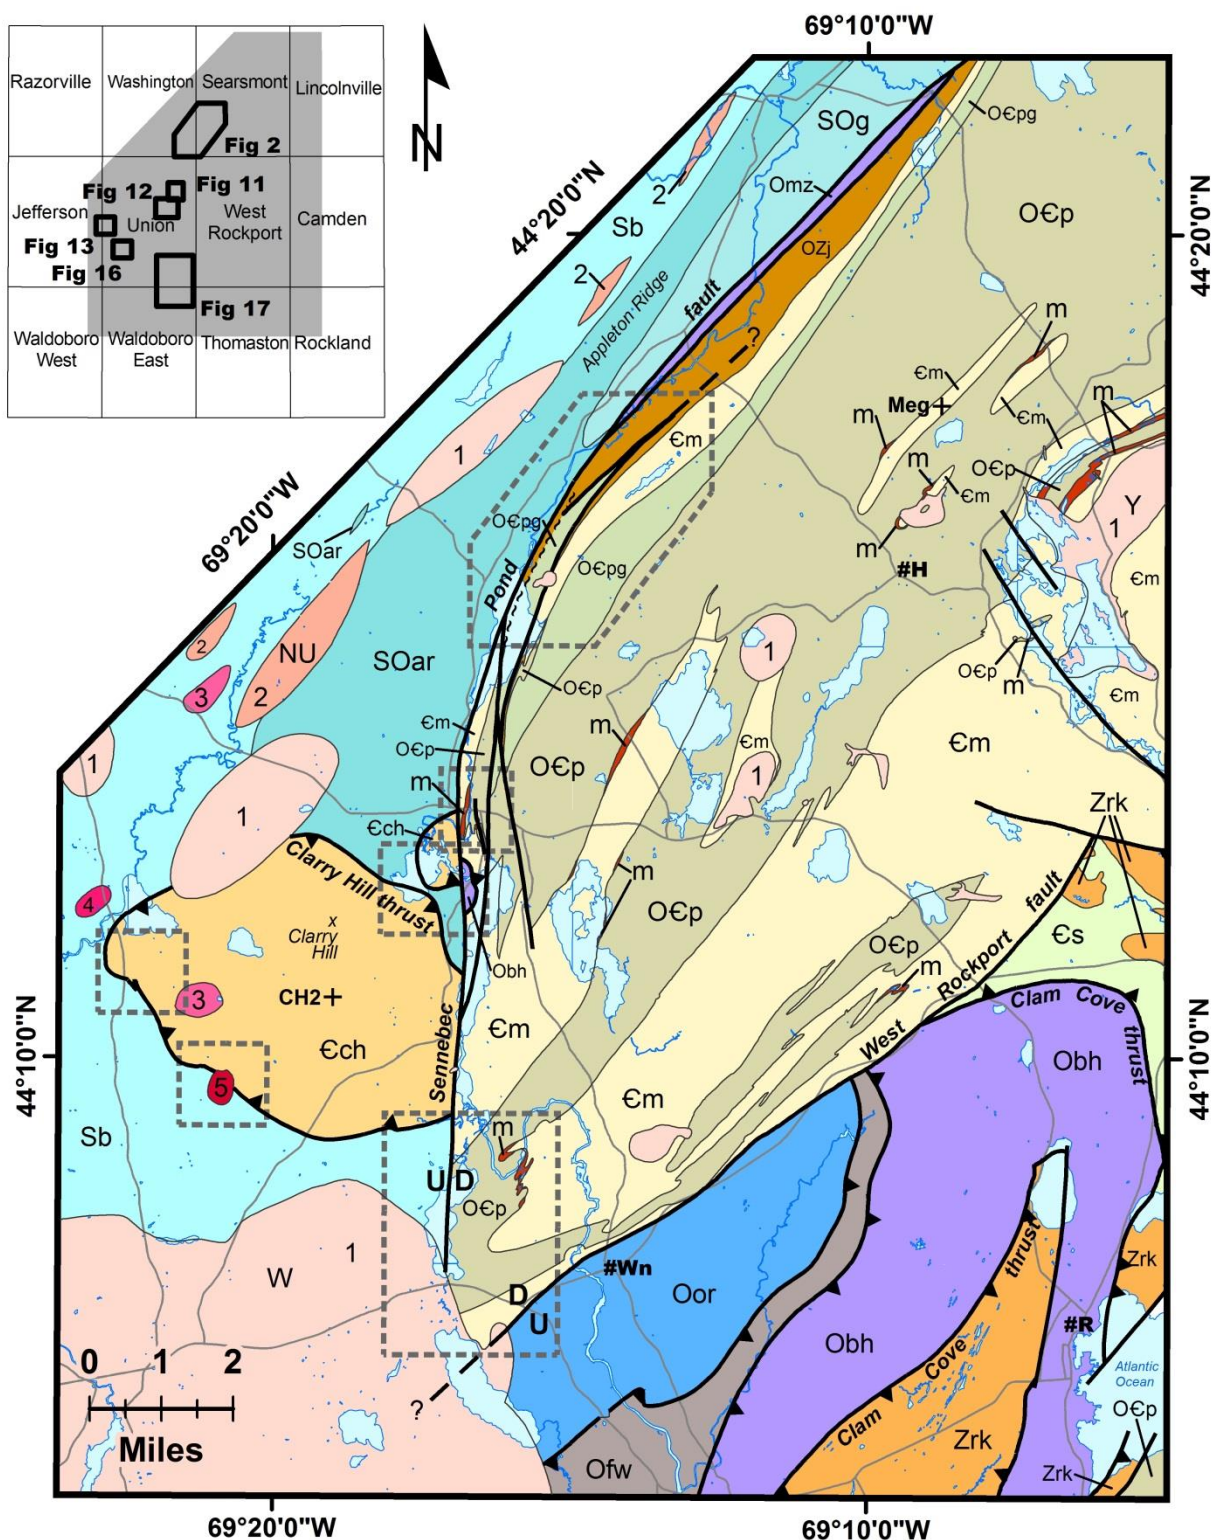 69°10'0"W
Razorville
Washington
Searsmont
Lincolnville
Fig 2
Fig 12
Fig 11
Jefferson
Union
West
Rockport
Camden
Fig 13
Fig 16
Fig 17
Waldoboro
West
Waldoboro
East
Thomaston
Rockland
N
SOg
OЄpg
2
Omz
44°20'0"N
Sb
OЄp
44°20'0"N
OZj
2
Appleton Ridge
fault
?
m
Єm
Meg
m
Єm
m
Єm
1
Єm
m
OЄp
m
Єm
1
Y
69°20'0"W
SOar
OЄpg
m
Pond
OЄpg
#H
Єm
2
NU
SOar
1
OЄp
m
3
2
OЄp
Єm
Єm
OЄp
m
Єm
Єm
1
OЄp
1
m
1
Zrk
Єch
Clarry Hill thrust
m
4
OЄp
x
Clarry
Hill
OЄp
fault
Єs
Obh
m
Rockport
3
CH2
Clam Cove thrust
Єm
Єch
West
44°10'0"N
Sennebec
Obh
44°10'0"N
5
Єm
Sb
m
U D
OЄp
1
thrust
W
#Wn
Zrk
Oor
D
U
#R
0 1 2
Obh
Cove
Atlantic
Ocean
?
Clam
OЄp
Miles
Zrk
Ofw
Zrk
69°20'0"W
69°10'0"W